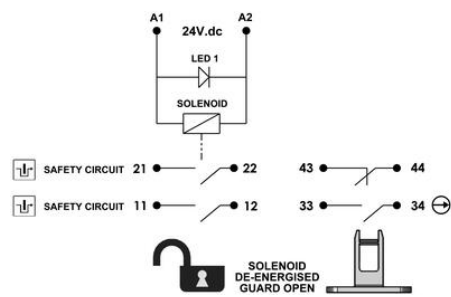 A1 A2
24V.dc
LED 1
SOLENOID
SAFETY CIRCUIT 21 22 43 44
SAFETY CIRCUIT 11 12 33 34
SOLENOID
DE-ENERGISED
GUARD OPEN